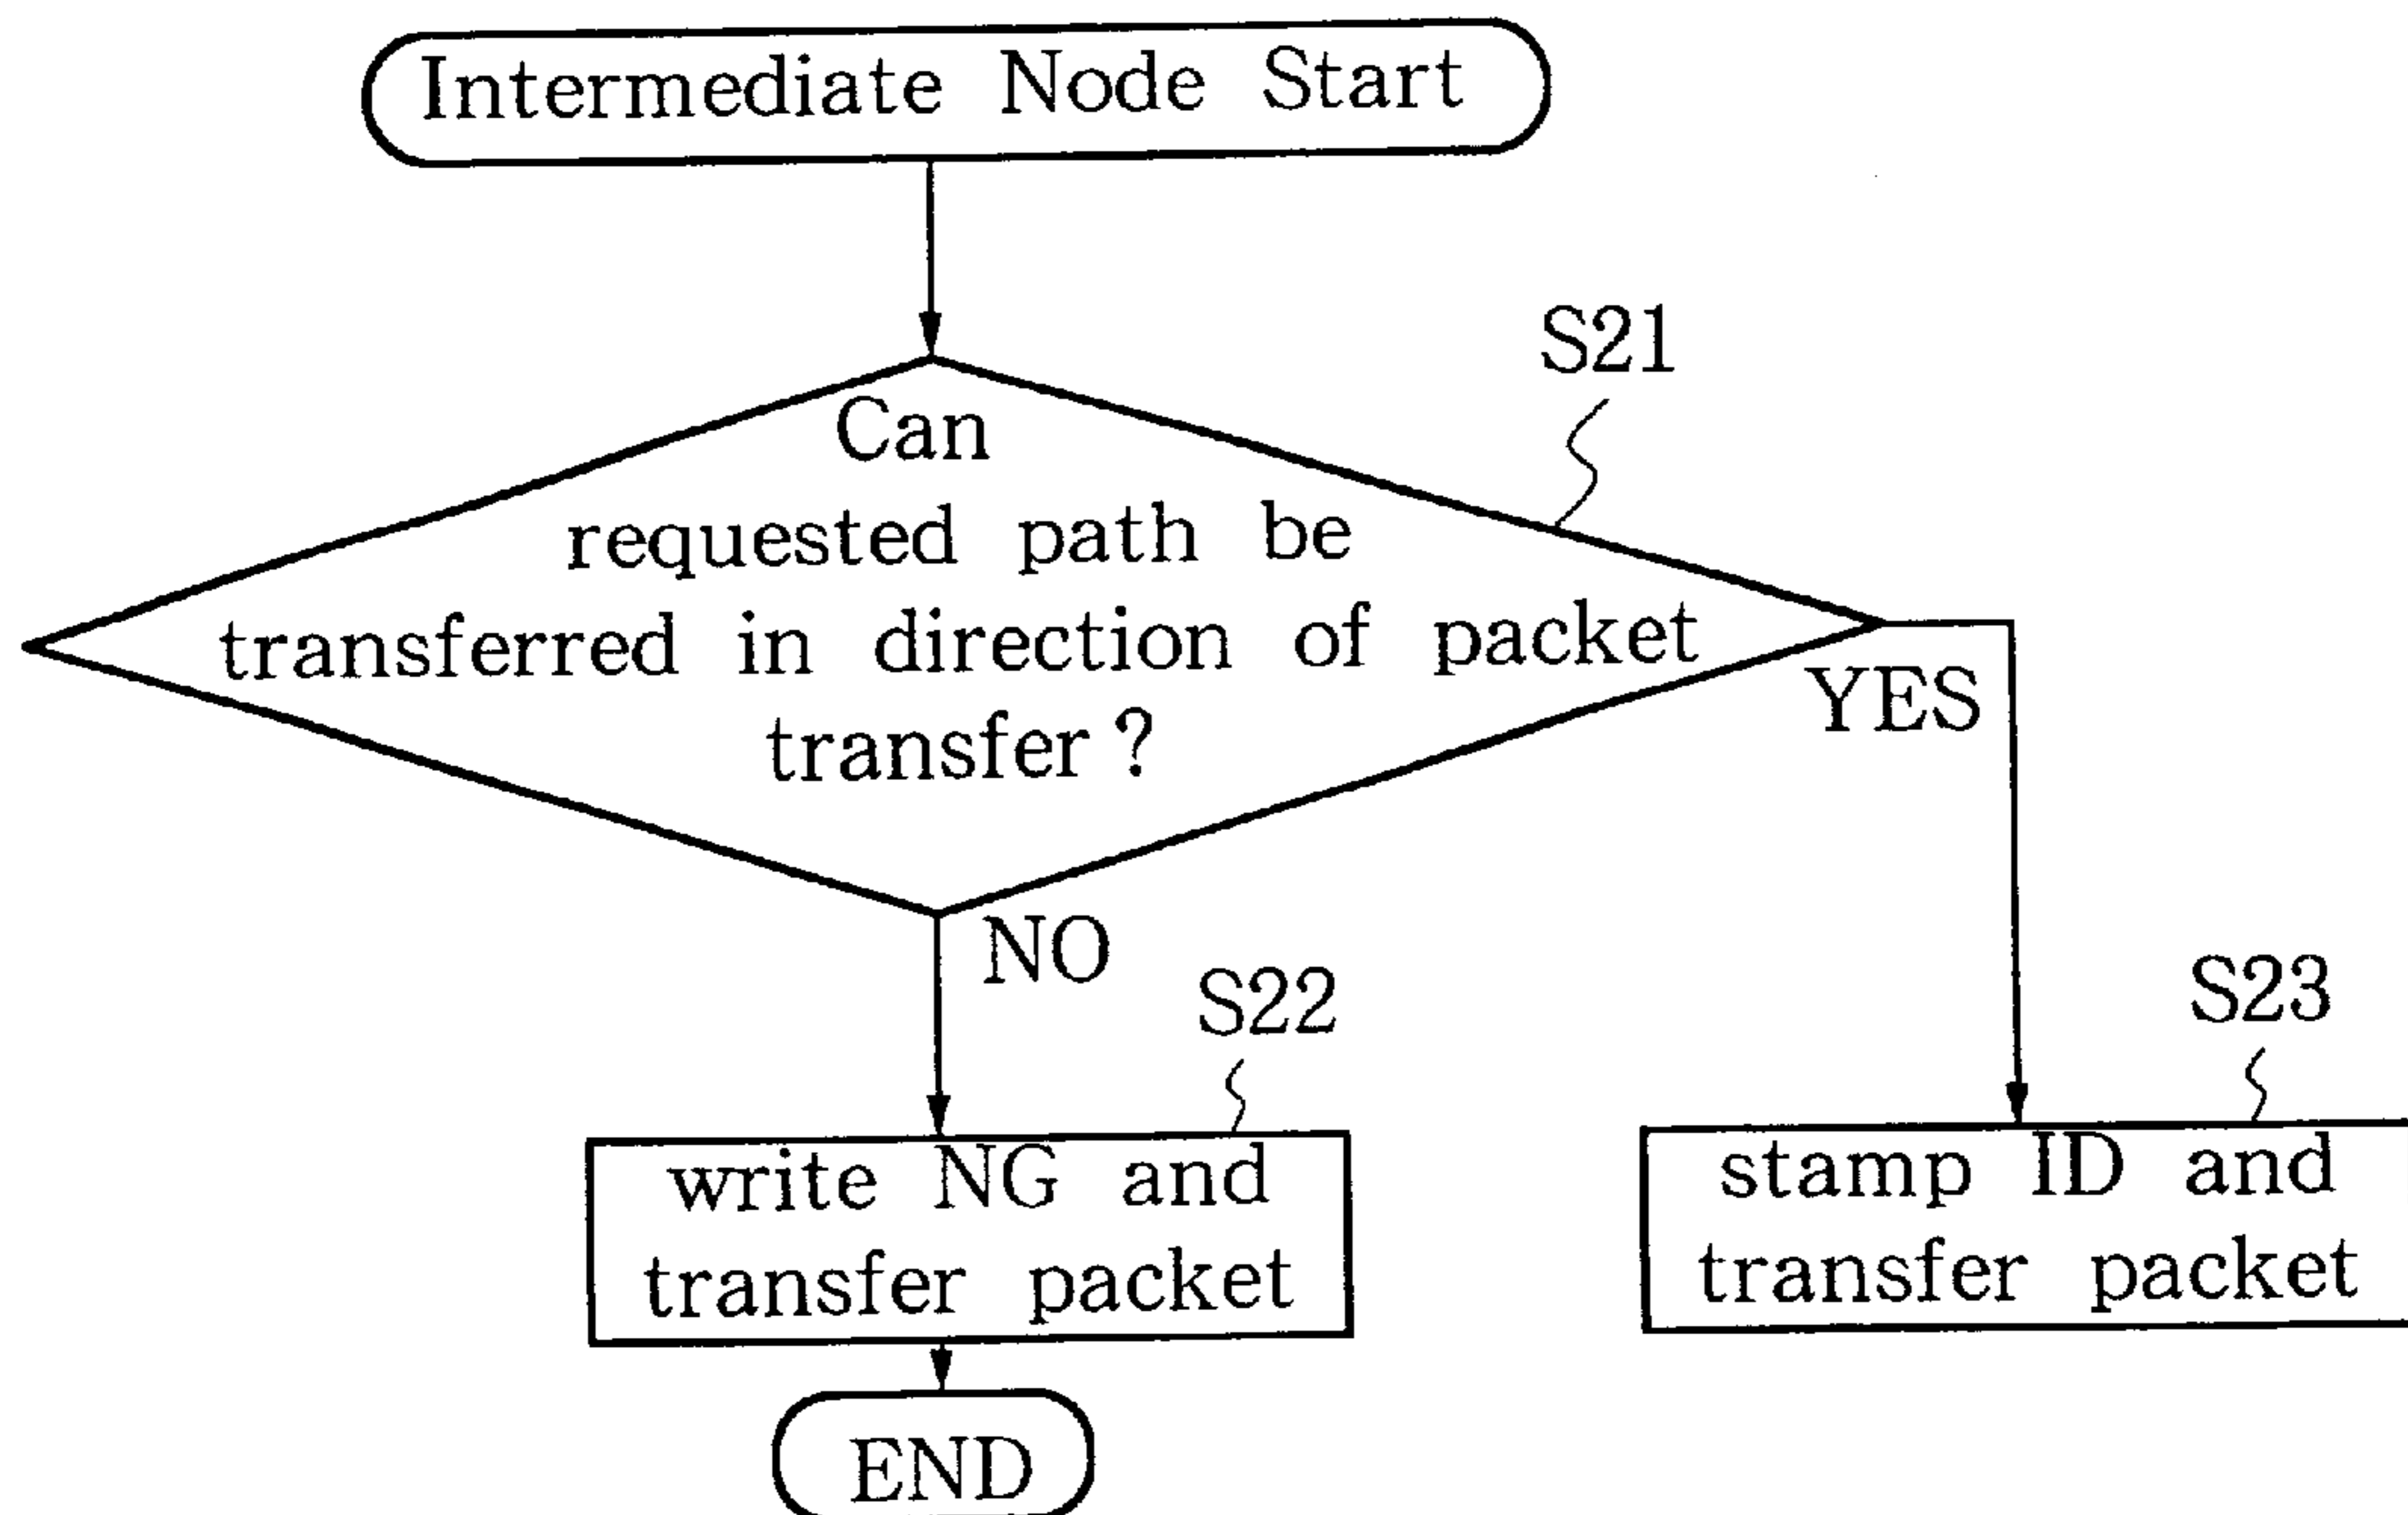 Intermediate Node Start
S21
Can
requested path be
transferred in direction of packet
transfer ?
YES
NO
S22
S23
write NG and
transfer packet
stamp ID and
transfer packet
END